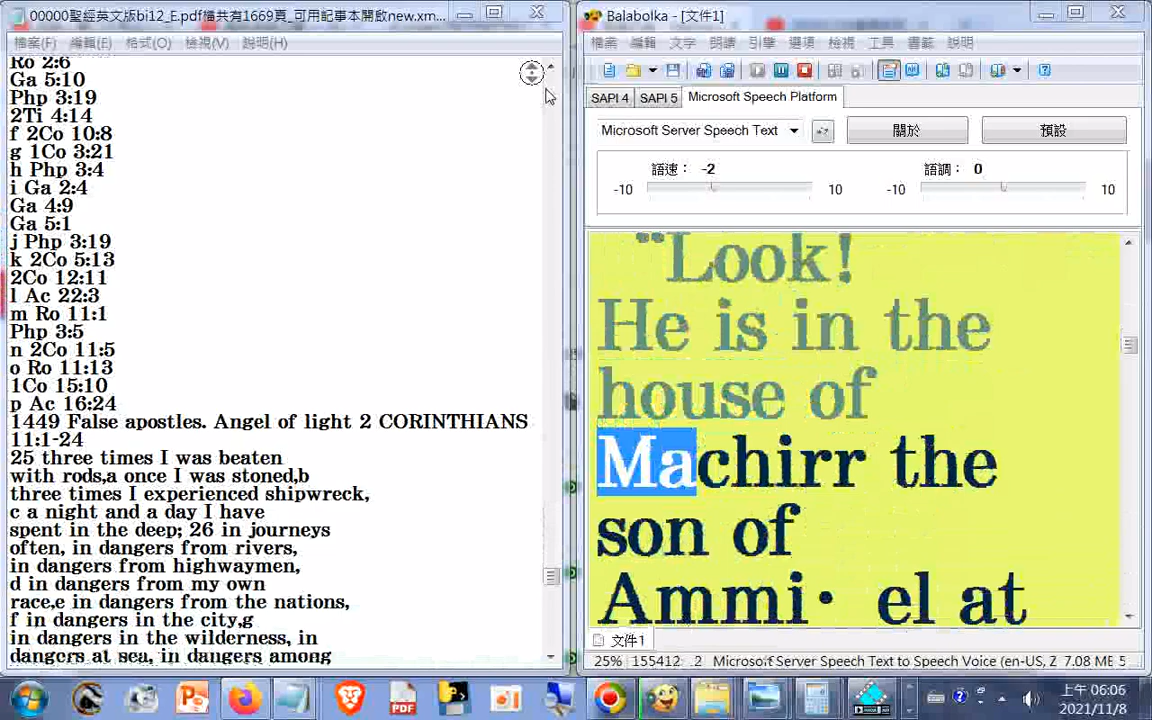 00000聖經英文版bi12_E.pdf檔共有1669頁_可用記事本開啟new.xm...
檔案(F) 編輯(E) 格式(O) 檢視(V) 說明(H)
Ro 2:6
Ga 5:10
Php 3:19
2Ti 4:14
f 2Co 10:8
g 1Co 3:21
h Php 3:4
i Ga 2:4
Ga 4:9
Ga 5:1
j Php 3:19
k 2Co 5:13
2Co 12:11
l Ac 22:3
m Ro 11:1
Php 3:5
n 2Co 11:5
o Ro 11:13
1Co 15:10
p Ac 16:24
1449 False apostles. Angel of light 2 CORINTHIANS
11:1-24
25 three times I was beaten
with rods,a once I was stoned,b
three times I experienced shipwreck,
c a night and a day I have
spent in the deep; 26 in journeys
often, in dangers from rivers,
in dangers from highwaymen,
d in dangers from my own
race,e in dangers from the nations,
f in dangers in the city,g
in dangers in the wilderness, in
dangers at sea, in dangers among
Balabolka - [文件1]
檔案 編輯 文字 朗讀 引擎 選項 檢視 工具 書籤 說明
SAPI 4 SAPI 5 Microsoft Speech Platform
Microsoft Server Speech Text 關於 預設
語速： -2 語調： 0
-10 10 -10 10
¨Look!
He is in the
house of
Machirr the
son of
Ammi· el at
文件1
25% 155412 .2 Microsoft Server Speech Text to Speech Voice (en-US, Z 7.08 MB 5
PDF
上午 06:06
2021/11/8